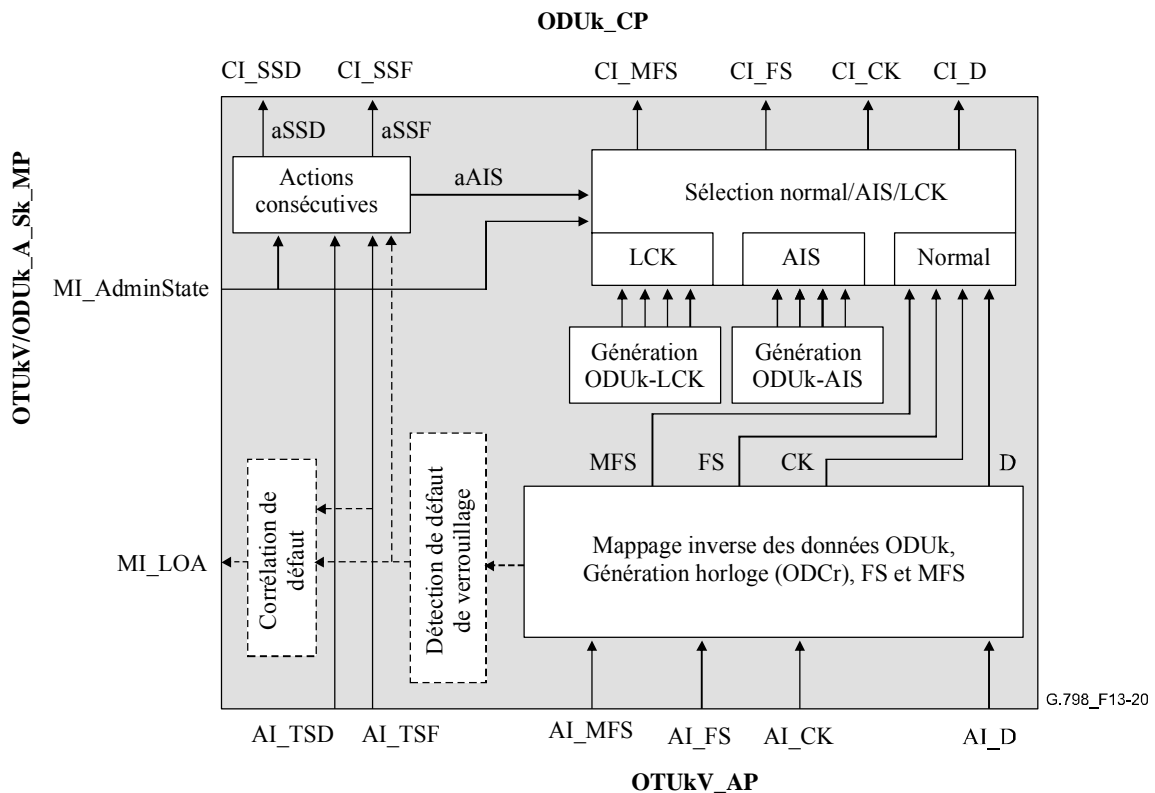 ODUk_CP
CI_SSD
CI_SSF
CI_MFS
CI_FS
CI_CK
CI_D
aSSD
aSSF
Actions
consécutives
aAIS
Sélection normal/AIS/LCK
LCK
AIS
Normal
OTUkV/ODUk_A_Sk_MP
MI_AdminState
Génération
ODUk-LCK
Génération
ODUk-AIS
MFS
FS
CK
D
Corrélation de
défaut
Détection de défaut
de verrouillage
Mappage inverse des données ODUk,
Génération horloge (ODCr), FS et MFS
MI_LOA
G.798_F13-20
AI_TSD
AI_TSF
AI_MFS
AI_FS
AI_CK
AI_D
OTUkV_AP